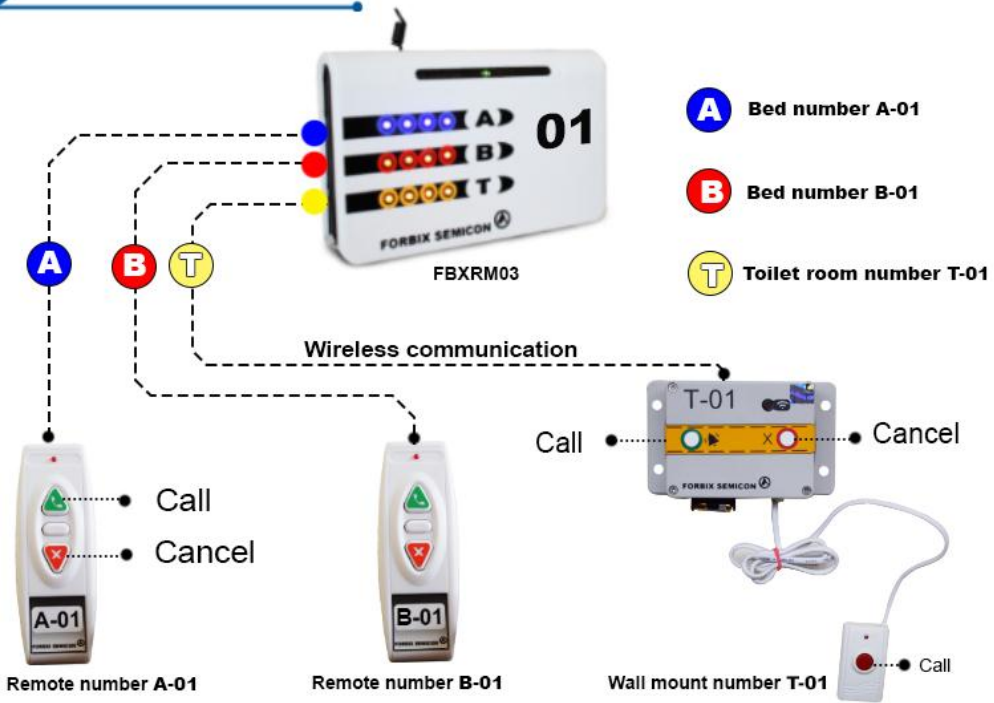 A
B
T
01
FORBIX SEMICON
FBXRM03
A Bed number A-01
B Bed number B-01
T Toilet room number T-01
A
B
T
Wireless communication
T-01
Call
X
Cancel
FORBIX SEMICON
Call
Cancel
A-01
FORBIX SEMICON
B-01
FORBIX SEMICON
Call
Remote number A-01
Remote number B-01
Wall mount number T-01